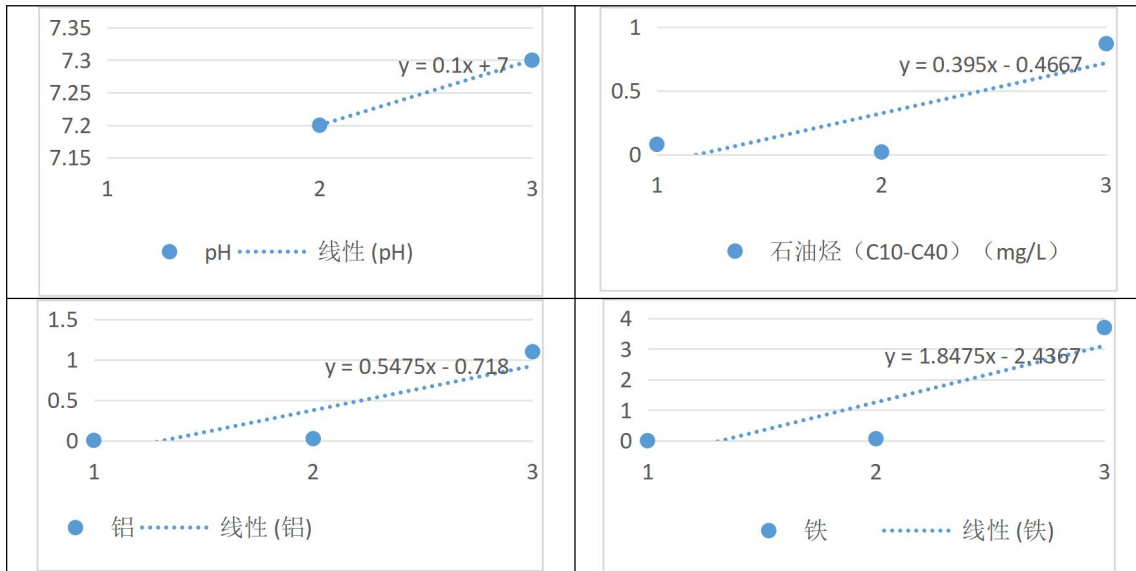 7.35
7.3
7.25
7.2
7.15
y = 0.1x + 7
1 2 3
pH 线性 (pH)
1
0.5
0
y = 0.395x - 0.4667
1 2 3
石油烃（C10-C40）（mg/L）
1.5
1
0.5
0
y = 0.5475x - 0.718
1 2 3
铝 线性 (铝)
4
3
2
1
0
y = 1.8475x - 2.4367
1 2 3
铁 线性 (铁)